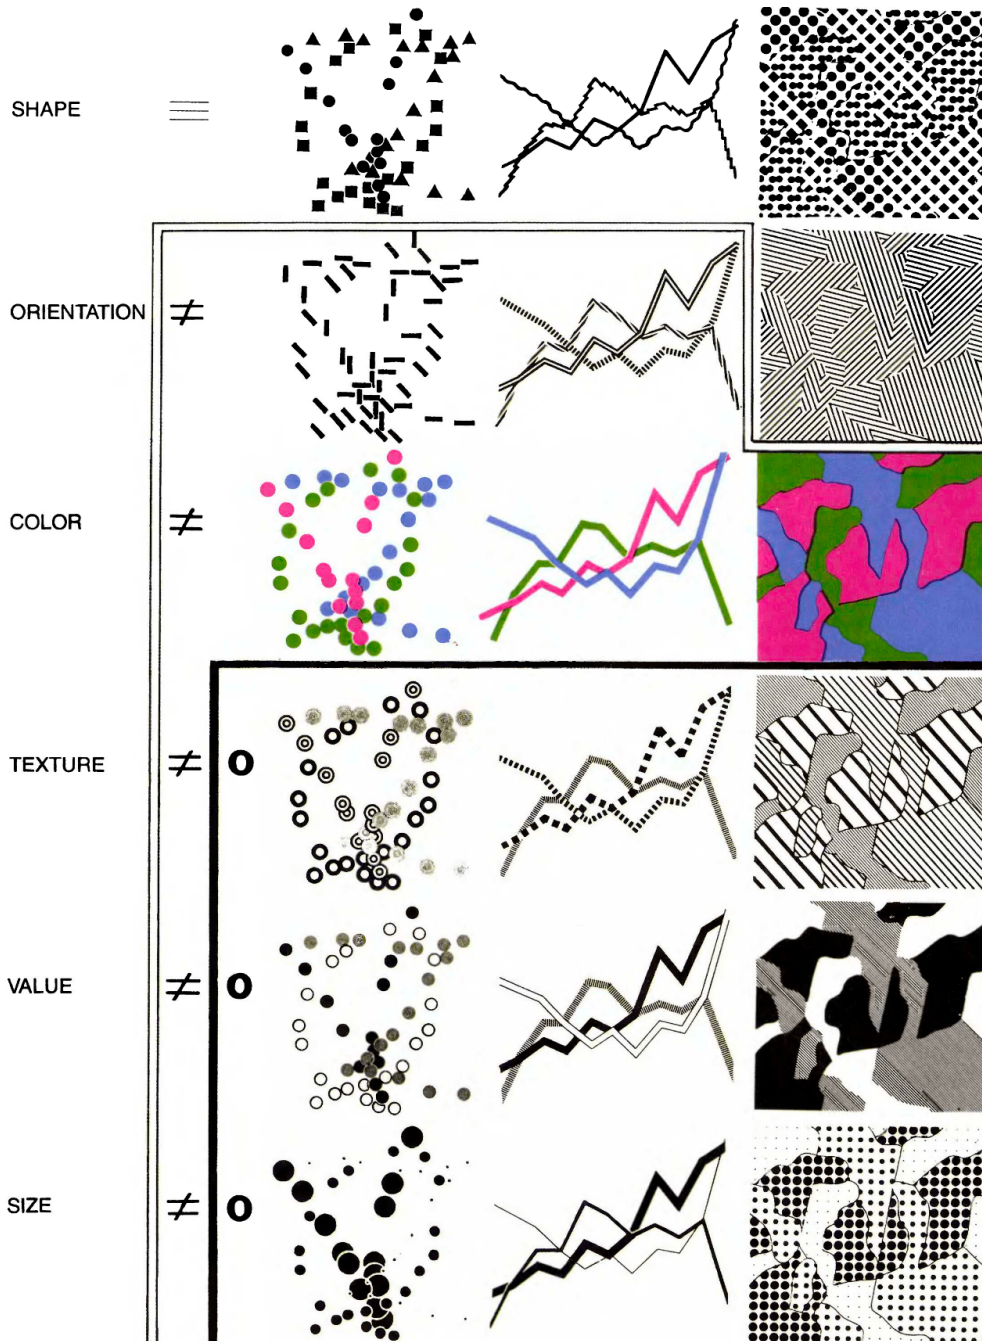 SHAPE ≡
ORIENTATION ≠
COLOR ≠
TEXTURE ≠ O
VALUE ≠ O
SIZE ≠ O